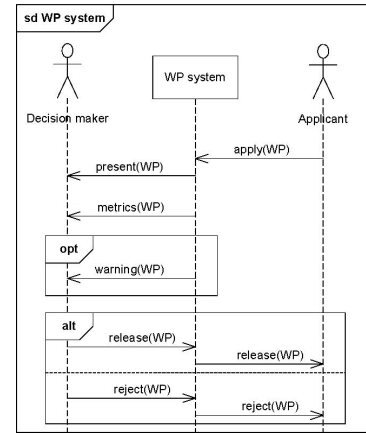 sd WP system
WP system
Decision maker
Applicant
apply(WP)
present(WP)
metrics(WP)
opt
warning(WP)
alt
release(WP)
release(WP)
reject(WP)
reject(WP)